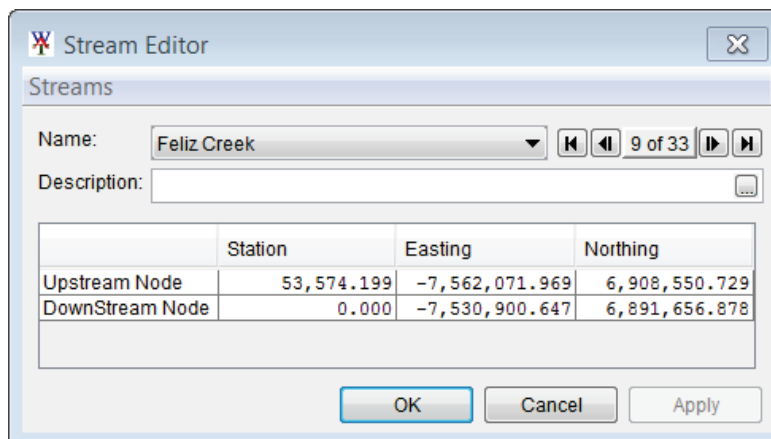 Stream Editor
Streams
Name: Feliz Creek 9 of 33
Description: ...
Station Easting Northing
Upstream Node 53,574.199 -7,562,071.969 6,908,550.729
DownStream Node 0.000 -7,530,900.647 6,891,656.878
OK Cancel Apply